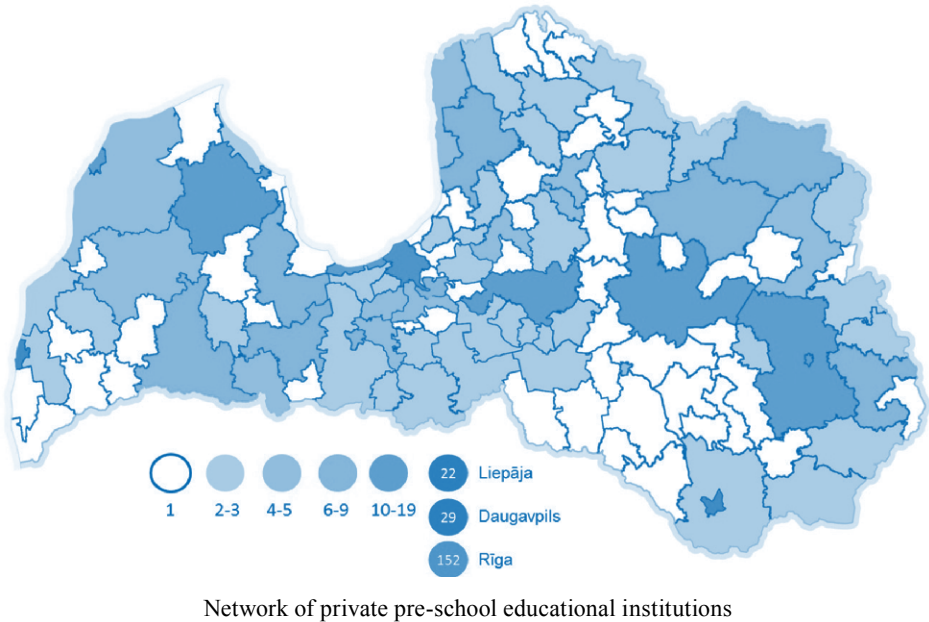 22 Liepāja
1 2-3 4-5 6-9 10-19
29 Daugavpils
152 Rīga
Network of private pre-school educational institutions